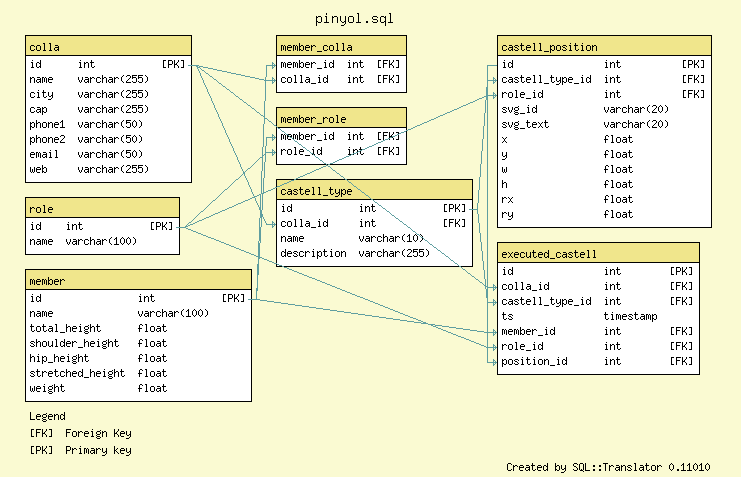 pinyol.sql
colla
id int [PK]
name varchar(255)
city varchar(255)
cap varchar(255)
phone1 varchar(50)
phone2 varchar(50)
email varchar(50)
web varchar(255)
role
id int [PK]
name varchar(100)
member
id int [PK]
name varchar(100)
total_height float
shoulder_height float
hip_height float
stretched_height float
weight float
Legend
[FK] Foreign Key
[PK] Primary key
member_colla
member_id int [FK]
colla_id int [FK]
member_role
member_id int [FK]
role_id int [FK]
castell_type
id int [PK]
colla_id int [FK]
name varchar(10)
description varchar(255)
castell_position
id int [PK]
castell_type_id int [FK]
role_id int [FK]
svg_id varchar(20)
svg_text varchar(20)
x float
y float
w float
h float
rx float
ry float
executed_castell
id int [PK]
colla_id int [FK]
castell_type_id int [FK]
ts timestamp
member_id int [FK]
role_id int [FK]
position_id int [FK]
Created by SQL::Translator 0.11010